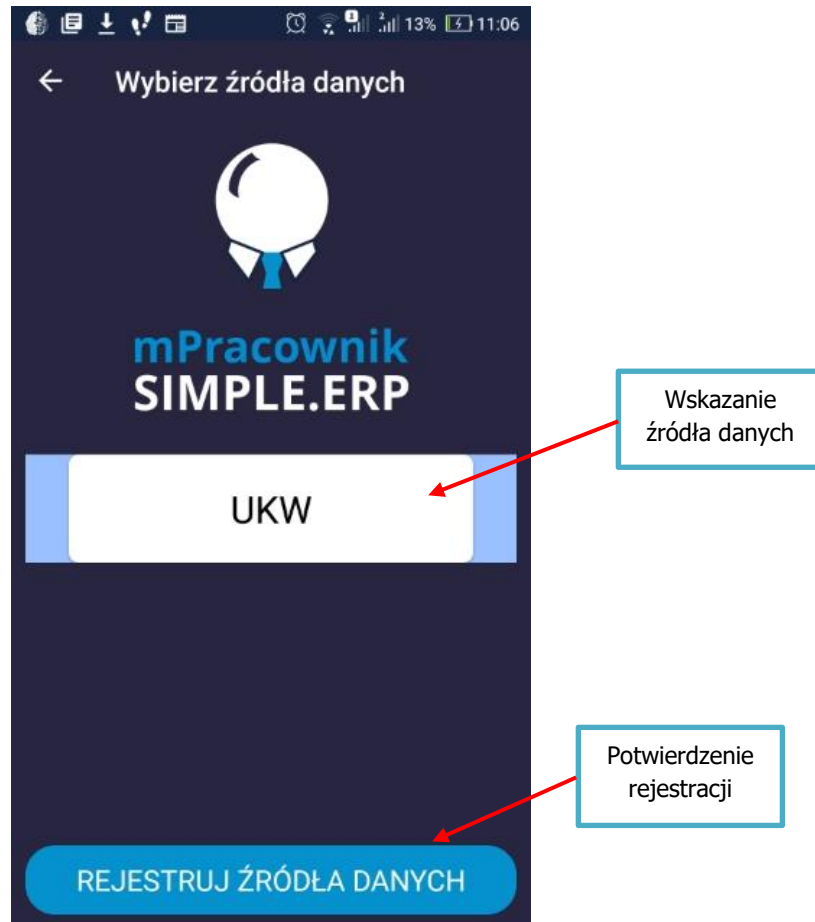 13% 11:06
Wybierz źródła danych
mPracownik
SIMPLE.ERP
Wskazanie
źródła danych
UKW
Potwierdzenie
rejestracji
REJESTRUJ ŹRÓDŁA DANYCH